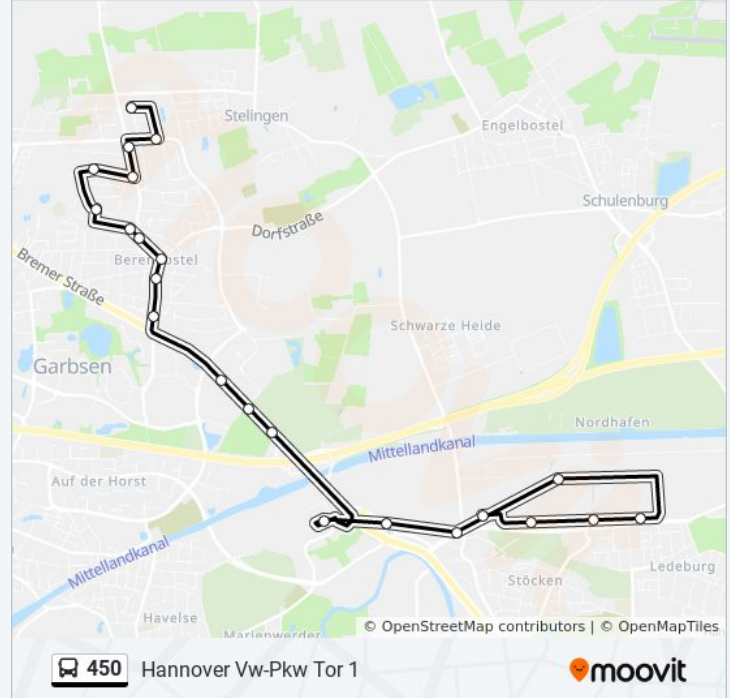 Stelingen
Engelbostel
Schulenburg
Dorfstraße
Bremer Straße
Schwarze Heide
Garbsen
Nordhafen
Mittellandkanal
Auf der Horst
Mittellandkanal
Ledeburg
Stöcken
Havelse
Marienwerder
© OpenStreetMap contributors | © OpenMapTiles
450 Hannover Vw-Pkw Tor 1
moovit